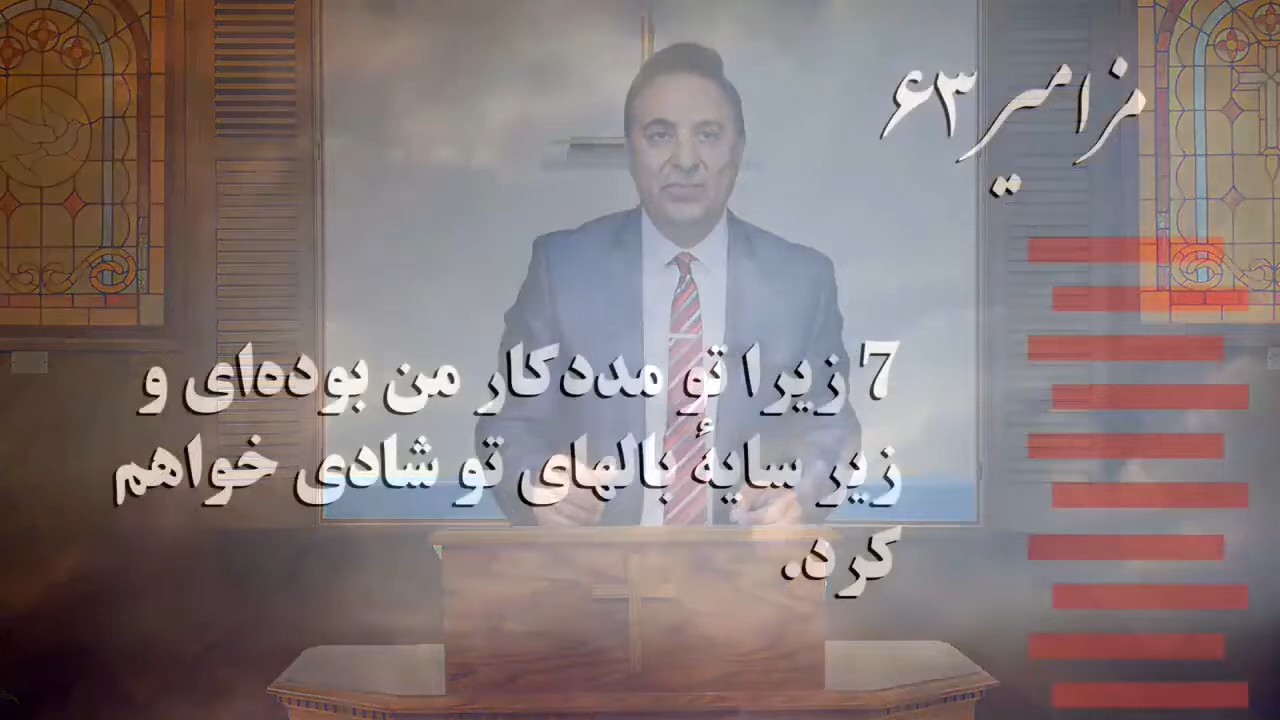 مزامیر ۶۳
7 زیرا تو مددکار من بوده‌ای و
زیر سایهٔ بالهای تو شادی خواهم
کرد.